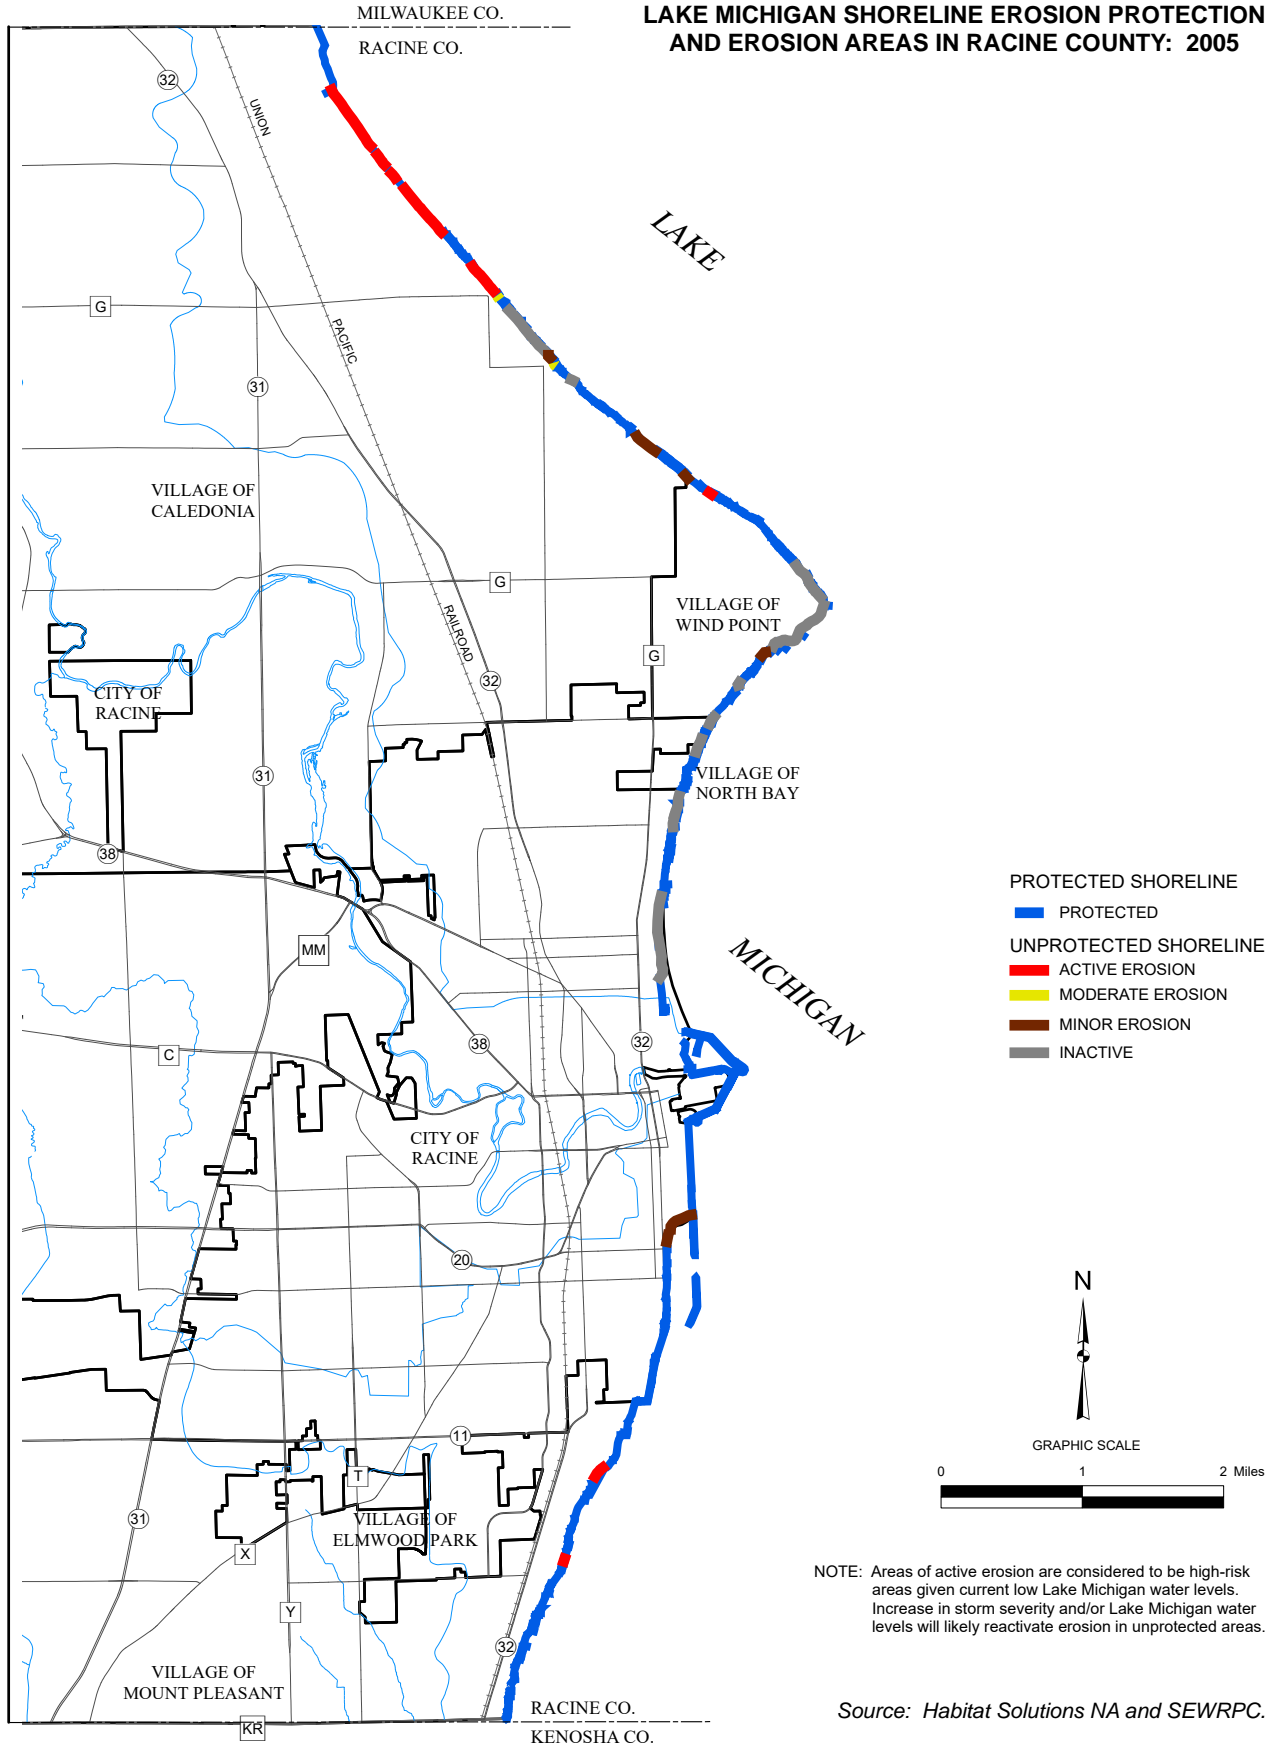 MILWAUKEE CO.
RACINE CO.
LAKE MICHIGAN SHORELINE EROSION PROTECTION
AND EROSION AREAS IN RACINE COUNTY: 2005
32
UNION
LAKE
G
PACIFIC
31
VILLAGE OF
CALEDONIA
G
VILLAGE OF
WIND POINT
RAILROAD
G
32
CITY OF
RACINE
31
VILLAGE OF
NORTH BAY
38
PROTECTED SHORELINE
PROTECTED
UNPROTECTED SHORELINE
ACTIVE EROSION
MODERATE EROSION
MINOR EROSION
INACTIVE
MM
MICHIGAN
38
32
C
CITY OF
RACINE
20
N
11
T
GRAPHIC SCALE
0 1 2 Miles
31
VILLAGE OF
ELMWOOD PARK
X
Y
NOTE: Areas of active erosion are considered to be high-risk
areas given current low Lake Michigan water levels.
Increase in storm severity and/or Lake Michigan water
levels will likely reactivate erosion in unprotected areas.
32
VILLAGE OF
MOUNT PLEASANT
KR
RACINE CO.
KENOSHA CO.
Source: Habitat Solutions NA and SEWRPC.